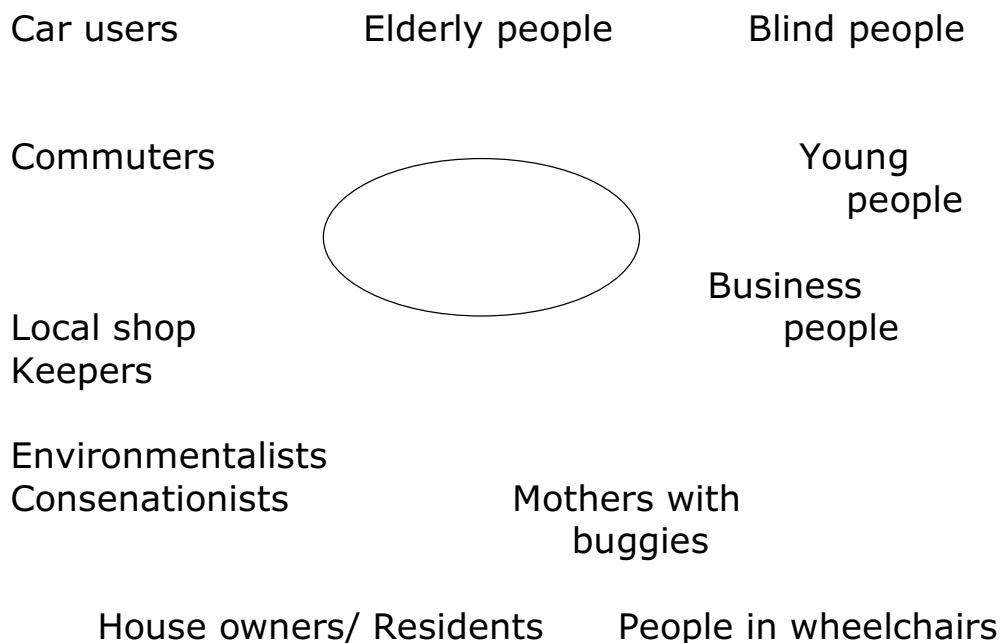 Car users
Elderly people
Blind people
Commuters
Young
people
Business
people
Local shop
Keepers
Environmentalists
Consenationists
Mothers with
buggies
House owners/ Residents
People in wheelchairs